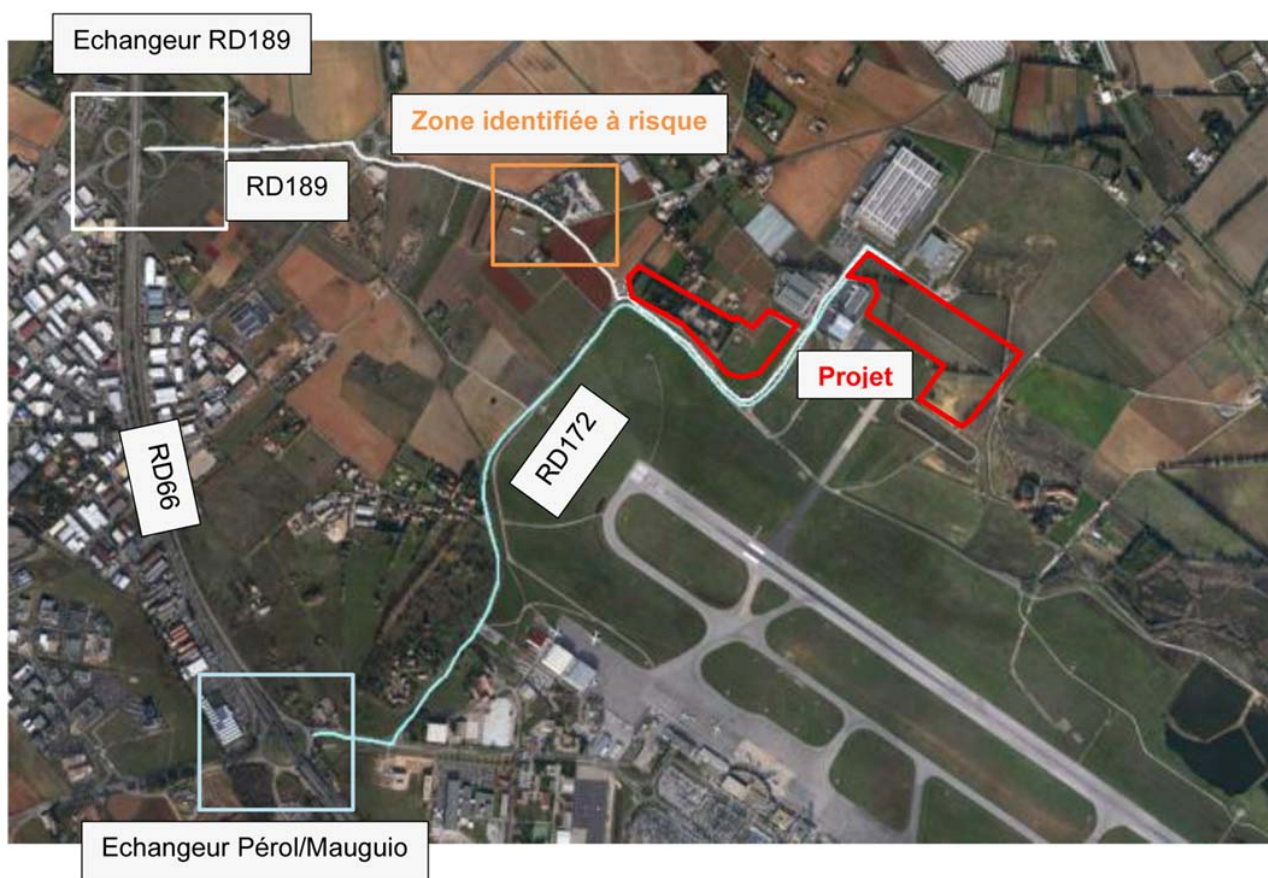 Echangeur RD189
Zone identifiée à risque
RD189
RD172
Projet
RD66
Echangeur Pérol/Mauguio